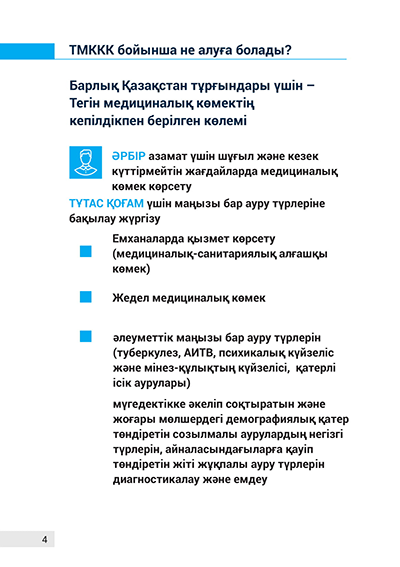 ТМККК бойынша не алуға болады?
Барлық Қазақстан тұрғындары үшін –
Тегін медициналық көмектің
кепілдікпен берілген көлемі
ӘРБІР азамат үшін шұғыл және кезек
күттірмейтін жағдайларда медициналық
көмек көрсету
ТҰТАС ҚОҒАМ үшін маңызы бар ауру түрлеріне
бақылау жүргізу
Емханаларда қызмет көрсету
(медициналық-санитариялық алғашқы
көмек)
Жедел медициналық көмек
әлеуметтік маңызы бар ауру түрлерін
(туберкулез, АИТВ, психикалық күйзеліс
және мінез-құлықтың күйзелісі, қатерлі
ісік аурулары)
мүгедектікке әкеліп соқтыратын және
жоғары мөлшердегі демографиялық қатер
төндіретін созылмалы аурулардың негізгі
түрлерін, айналасындағыларға қауіп
төндіретін жіті жұқпалы ауру түрлерін
диагностикалау және емдеу
4